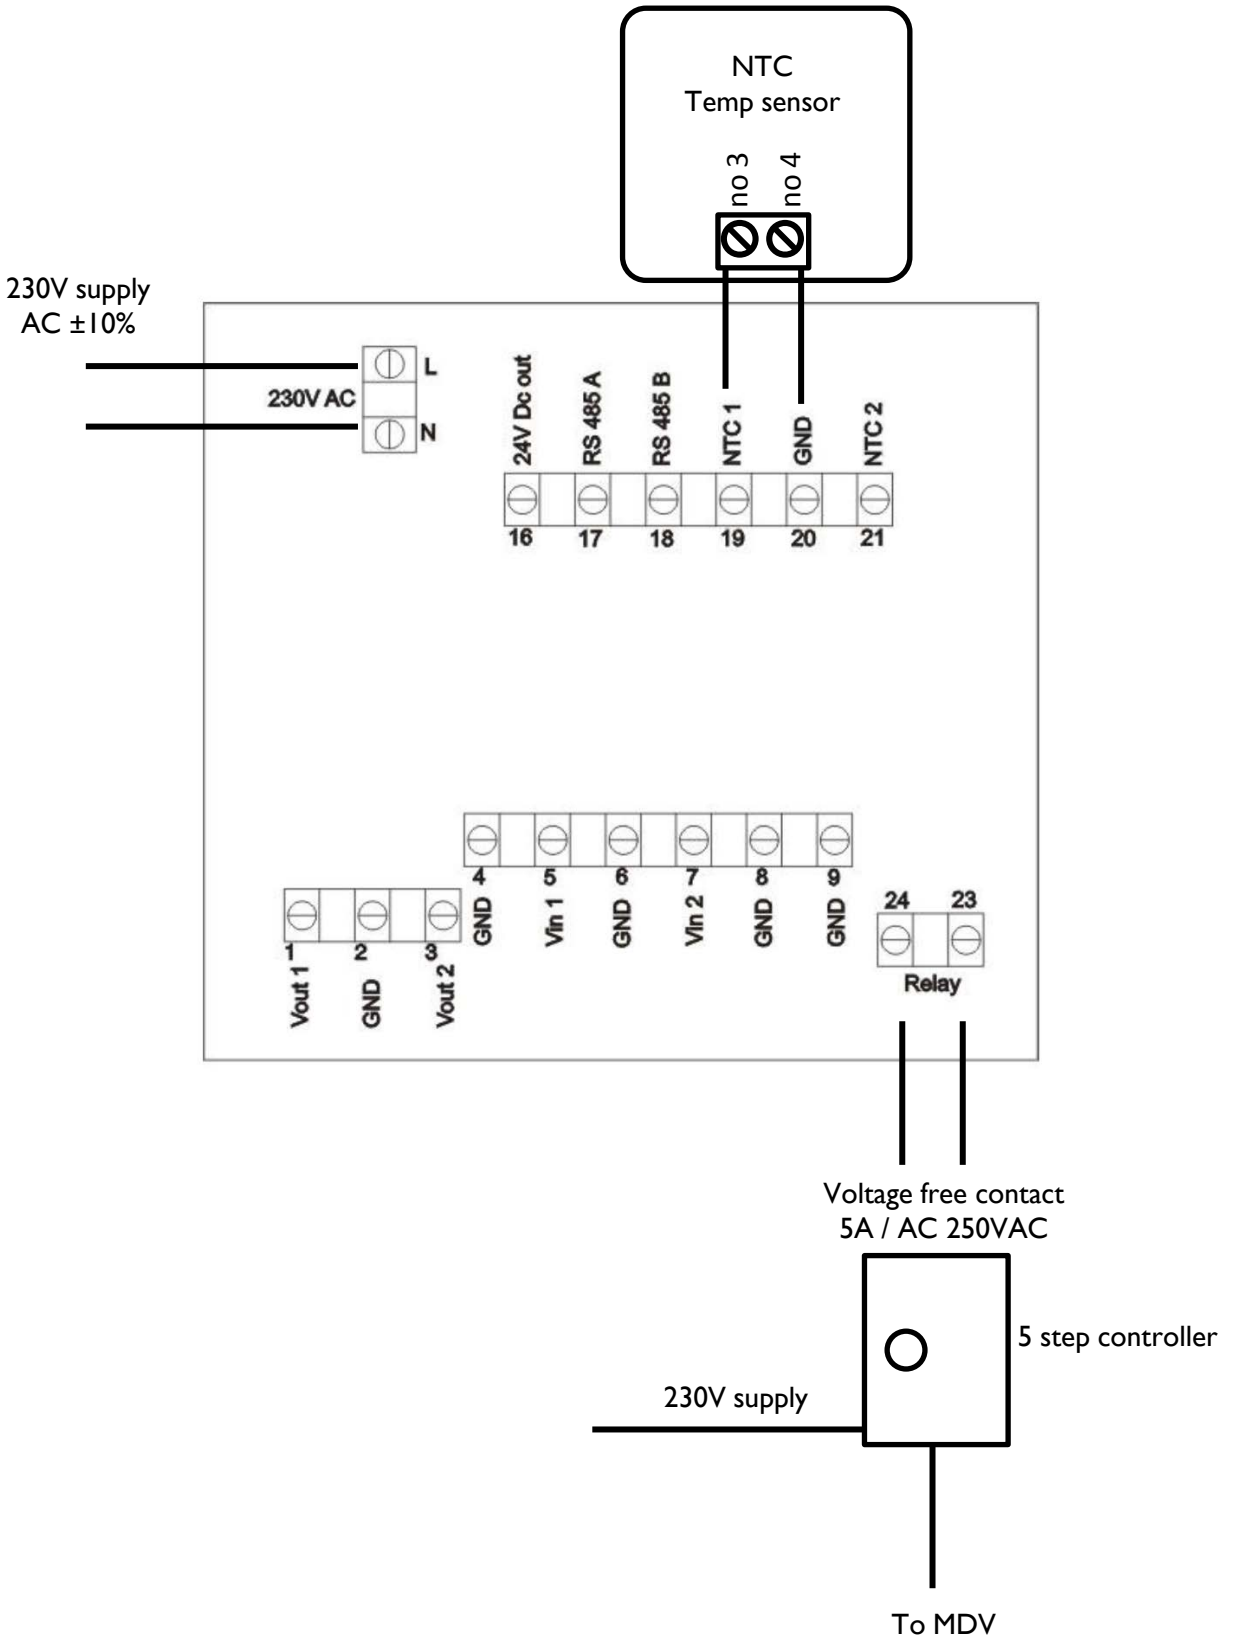 NTC
Temp sensor
no 3
no 4
230V supply
AC ±10%
L
230V AC
N
24V Dc out
RS 485 A
RS 485 B
NTC 1
GND
NTC 2
16
17
18
19
20
21
4
5
6
7
8
9
GND
Vin 1
GND
Vin 2
GND
GND
24
23
Relay
1
2
3
Vout 1
GND
Vout 2
Voltage free contact
5A / AC 250VAC
5 step controller
230V supply
To MDV